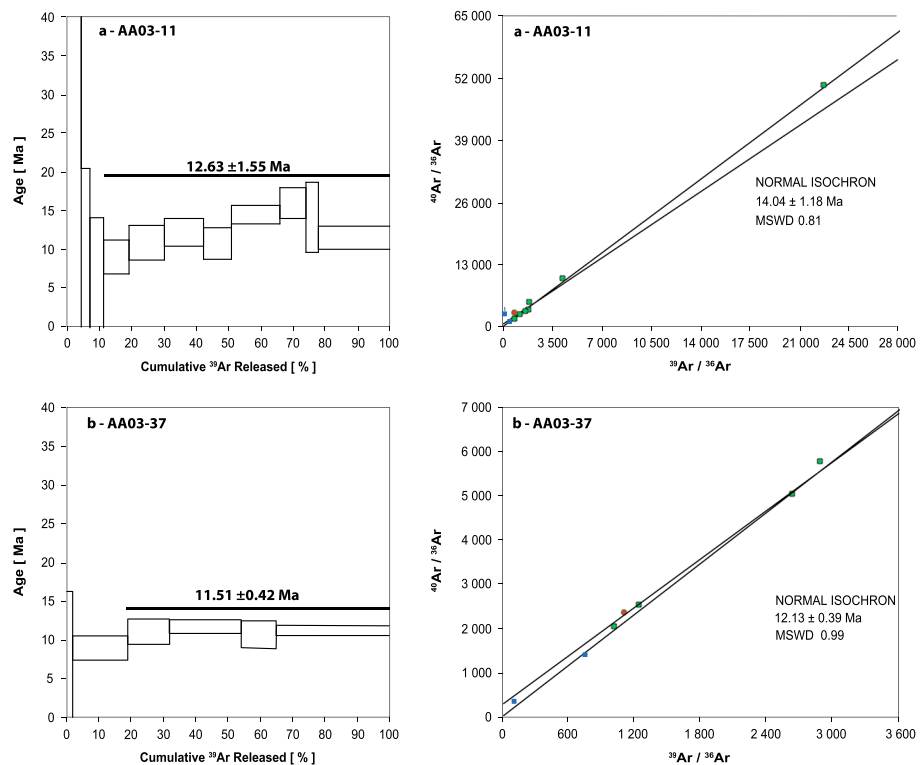 a - AA03-11
Age [ Ma ]
40
35
30
25
20
15
10
5
0
12.63 ±1.55 Ma
0 10 20 30 40 50 60 70 80 90 100
Cumulative ³⁹Ar Released [ % ]
a - AA03-11
⁴⁰Ar / ³⁶Ar
65 000
52 000
39 000
26 000
13 000
0
NORMAL ISOCHRON
14.04 ± 1.18 Ma
MSWD 0.81
0 3 500 7 000 10 500 14 000 17 500 21 000 24 500 28 000
³⁹Ar / ³⁶Ar
b - AA03-37
Age [ Ma ]
40
35
30
25
20
15
10
5
0
11.51 ±0.42 Ma
0 10 20 30 40 50 60 70 80 90 100
Cumulative ³⁹Ar Released [ % ]
b - AA03-37
⁴⁰Ar / ³⁶Ar
7 000
6 000
5 000
4 000
3 000
2 000
1 000
0
NORMAL ISOCHRON
12.13 ± 0.39 Ma
MSWD 0.99
0 600 1 200 1 800 2 400 3 000 3 600
³⁹Ar / ³⁶Ar